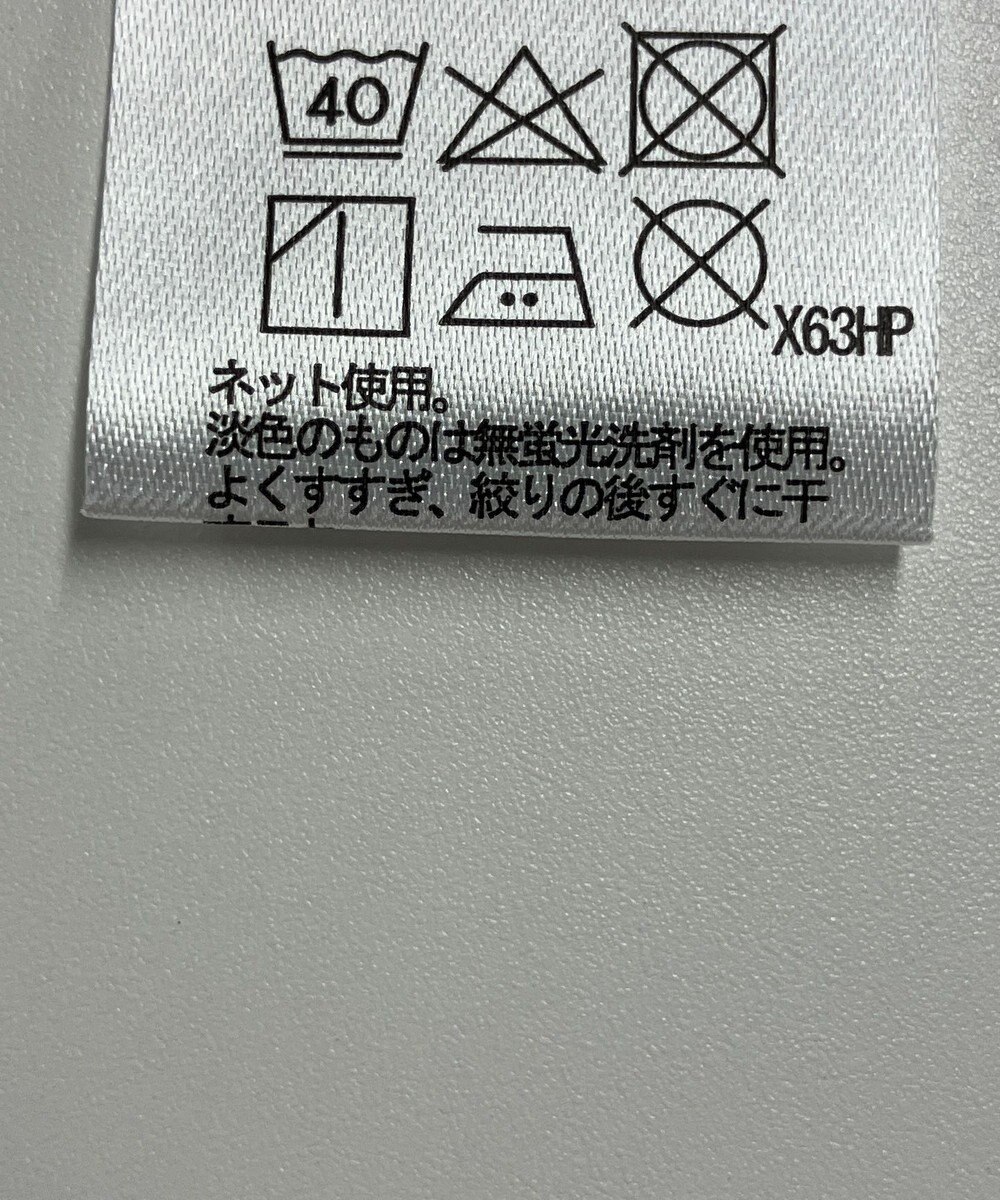 40
X63HP
ネット使用。
淡色のものは無蛍光洗剤を使用。
よくすすぎ、絞りの後すぐに干